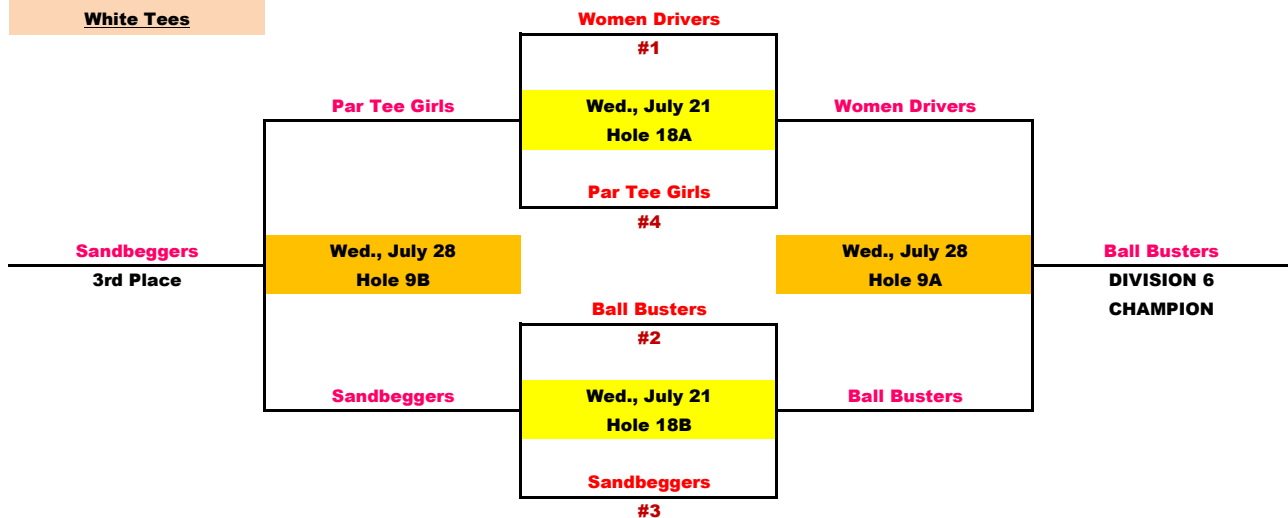 White Tees
Women Drivers
#1
Par Tee Girls
Wed., July 21
Women Drivers
Hole 18A
Par Tee Girls
#4
Sandbeggers
Wed., July 28
Wed., July 28
Ball Busters
3rd Place
Hole 9B
Hole 9A
DIVISION 6
Ball Busters
CHAMPION
#2
Sandbeggers
Wed., July 21
Ball Busters
Hole 18B
Sandbeggers
#3